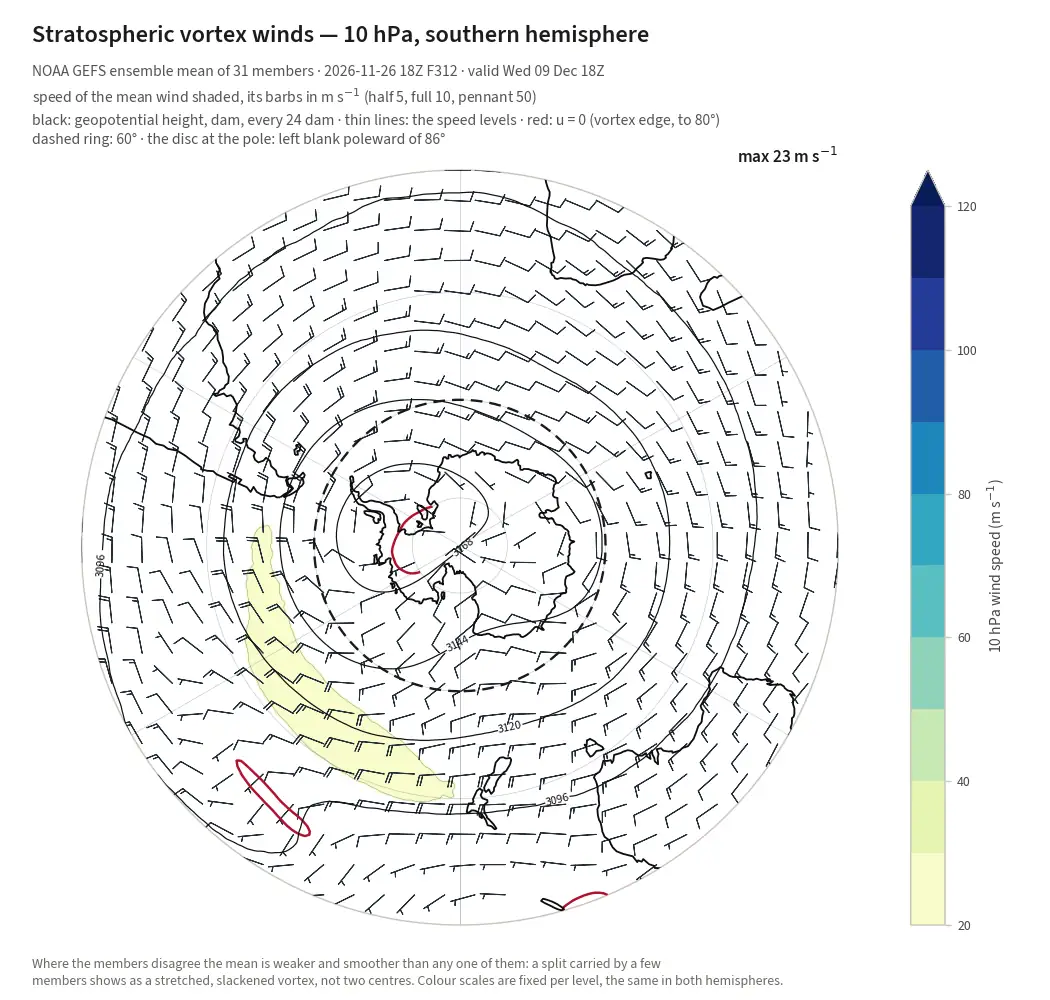 Stratospheric vortex winds — 10 hPa, southern hemisphere
NOAA GEFS ensemble mean of 31 members · 2026-11-26 18Z F312 · valid Wed 09 Dec 18Z
speed of the mean wind shaded, its barbs in m s⁻¹ (half 5, full 10, pennant 50)
black: geopotential height, dam, every 24 dam · thin lines: the speed levels · red: u = 0 (vortex edge, to 80°)
dashed ring: 60° · the disc at the pole: left blank poleward of 86°
max 23 m s⁻¹
120
100
80
60
40
20
10 hPa wind speed (m s⁻¹)
3096
3168
3144
3120
3096
Where the members disagree the mean is weaker and smoother than any one of them: a split carried by a few
members shows as a stretched, slackened vortex, not two centres. Colour scales are fixed per level, the same in both hemispheres.